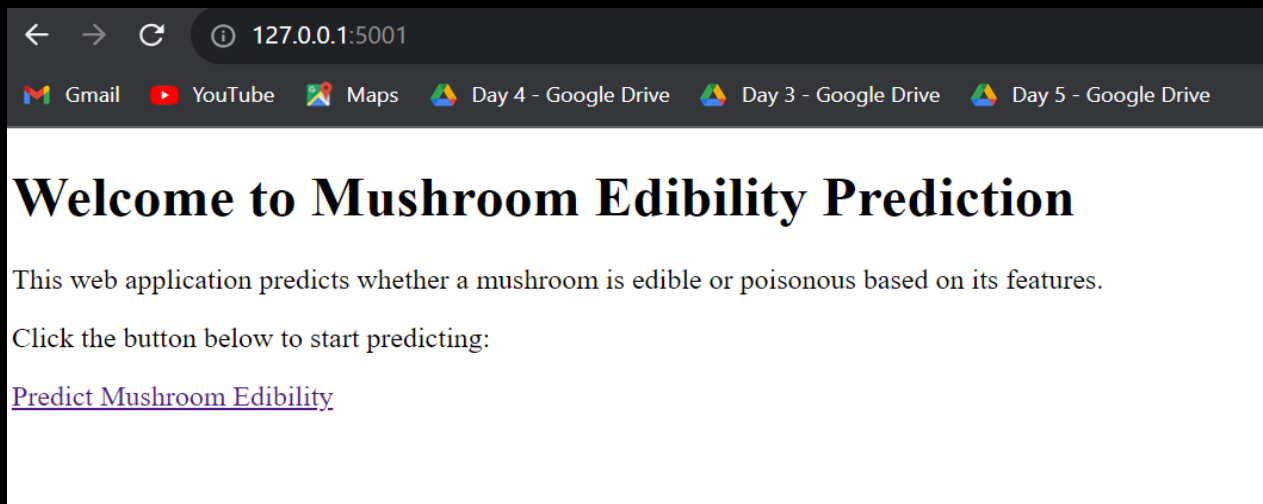 127.0.0.1:5001
Gmail YouTube Maps Day 4 - Google Drive Day 3 - Google Drive Day 5 - Google Drive
Welcome to Mushroom Edibility Prediction
This web application predicts whether a mushroom is edible or poisonous based on its features.
Click the button below to start predicting:
Predict Mushroom Edibility